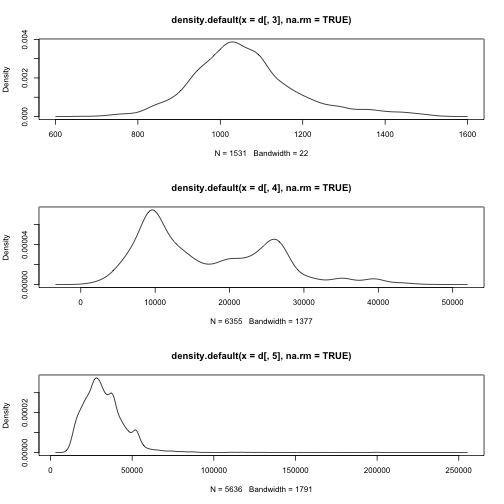 density.default(x = d[, 3], na.rm = TRUE)
Density
0.000 0.002 0.004
600 800 1000 1200 1400 1600
N = 1531 Bandwidth = 22
density.default(x = d[, 4], na.rm = TRUE)
Density
0.00000 0.00004
0 10000 20000 30000 40000 50000
N = 6355 Bandwidth = 1377
density.default(x = d[, 5], na.rm = TRUE)
Density
0.00000 0.00002
0 50000 100000 150000 200000 250000
N = 5636 Bandwidth = 1791